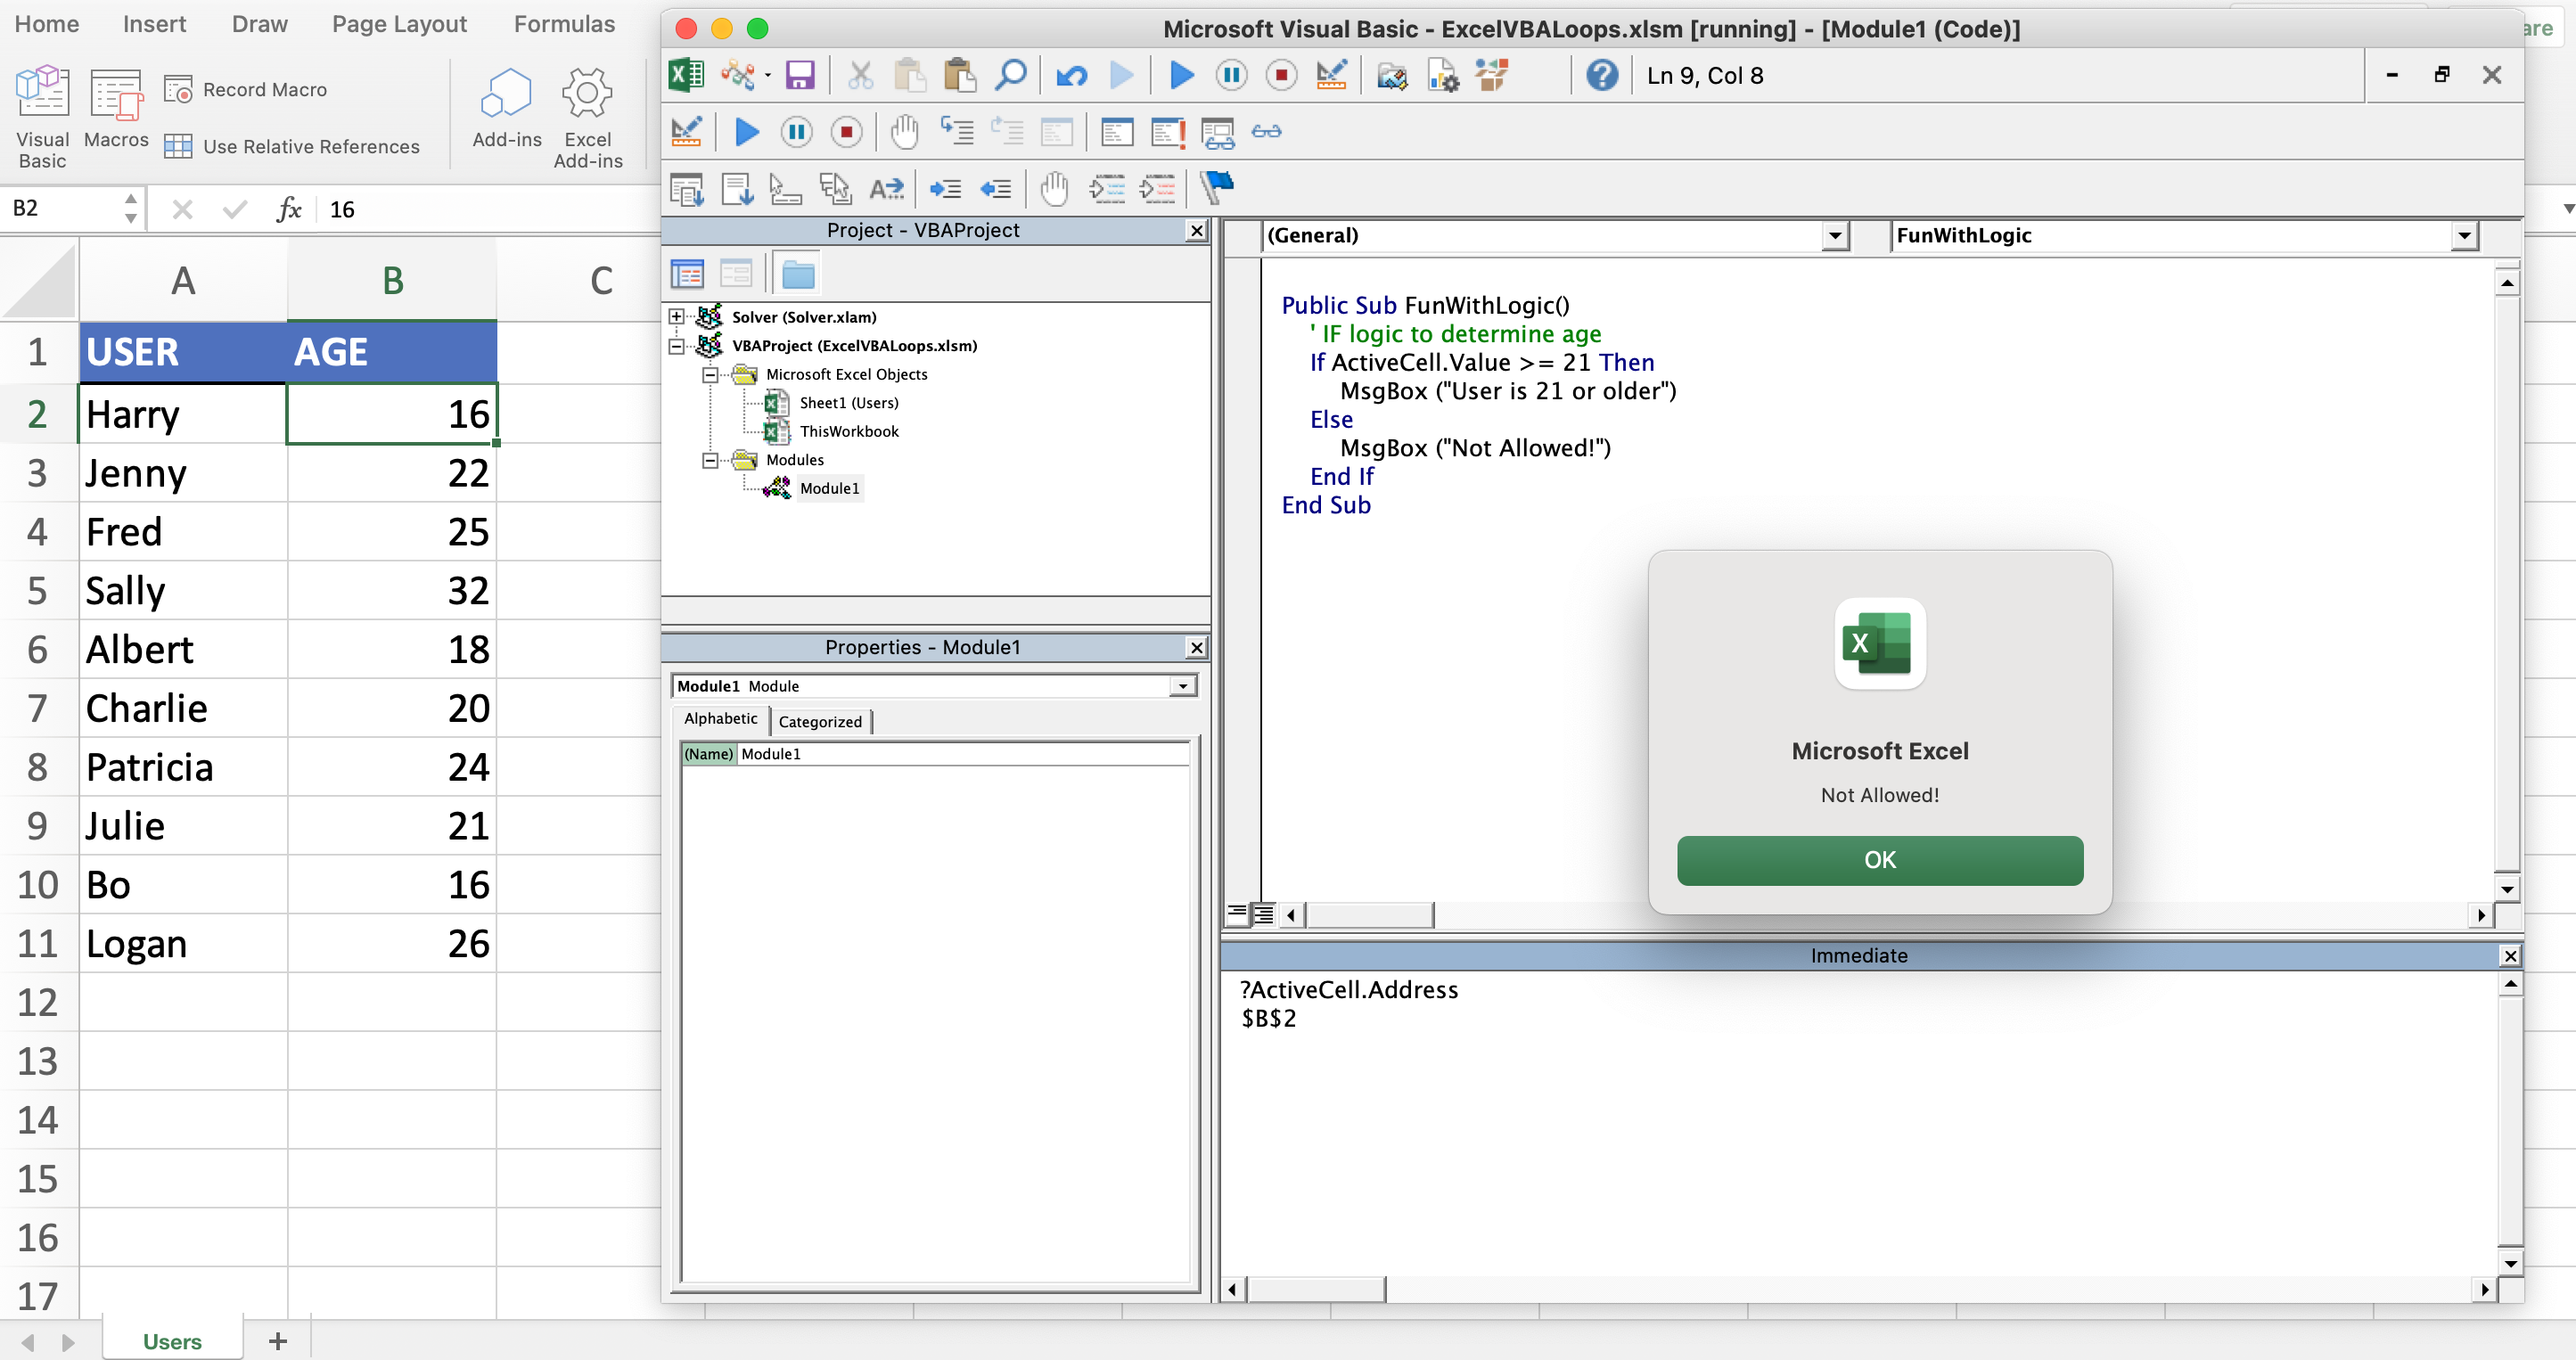 Home Insert Draw Page Layout Formulas
Visual Basic
Macros
Record Macro
Use Relative References
Add-ins
Excel Add-ins
B2
fx 16
A B C
1 USER AGE
2 Harry 16
3 Jenny 22
4 Fred 25
5 Sally 32
6 Albert 18
7 Charlie 20
8 Patricia 24
9 Julie 21
10 Bo 16
11 Logan 26
12
13
14
15
16
17
Users +
Microsoft Visual Basic - ExcelVBALoops.xlsm [running] - [Module1 (Code)]
are
Ln 9, Col 8
Project - VBAProject
Solver (Solver.xlam)
VBAProject (ExcelVBALoops.xlsm)
Microsoft Excel Objects
Sheet1 (Users)
ThisWorkbook
Modules
Module1
Properties - Module1
Module1 Module
Alphabetic Categorized
(Name) Module1
(General) FunWithLogic
Public Sub FunWithLogic()
' IF logic to determine age
If ActiveCell.Value >= 21 Then
MsgBox ("User is 21 or older")
Else
MsgBox ("Not Allowed!")
End If
End Sub
X
Microsoft Excel
Not Allowed!
OK
Immediate
?ActiveCell.Address
$B$2